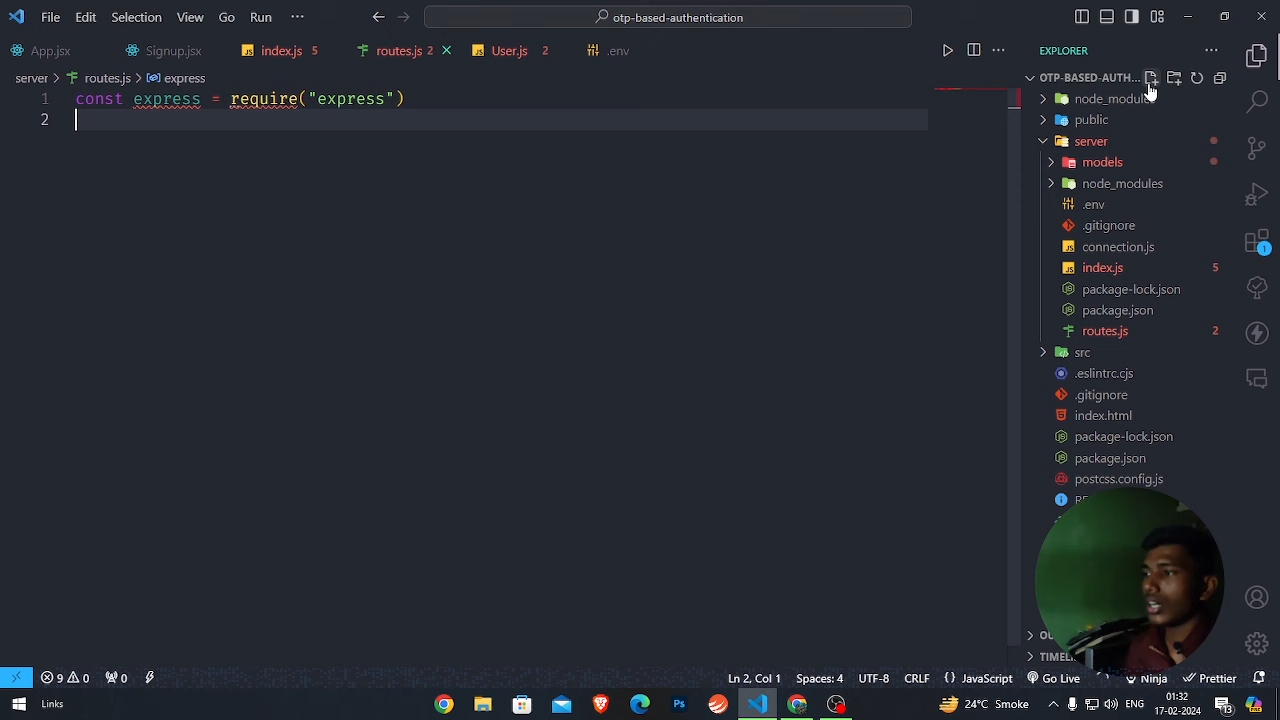 File Edit Selection View Go Run ··· otp-based-authentication
App.jsx Signup.jsx index.js 5 routes.js 2 User.js 2 .env
EXPLORER
server > routes.js > express
OTP-BASED-AUTH...
1 const express = require("express")
2
node_modules
public
server
models
node_modules
.env
.gitignore
connection.js
index.js 5
package-lock.json
package.json
routes.js 2
src
.eslintrc.cjs
.gitignore
index.html
package-lock.json
package.json
postcss.config.js
TIMEL
9 0 0 Ln 2, Col 1 Spaces: 4 UTF-8 CRLF {} JavaScript Go Live Ninja Prettier
Links 24°C Smoke ENG 01:32
17-02-2024